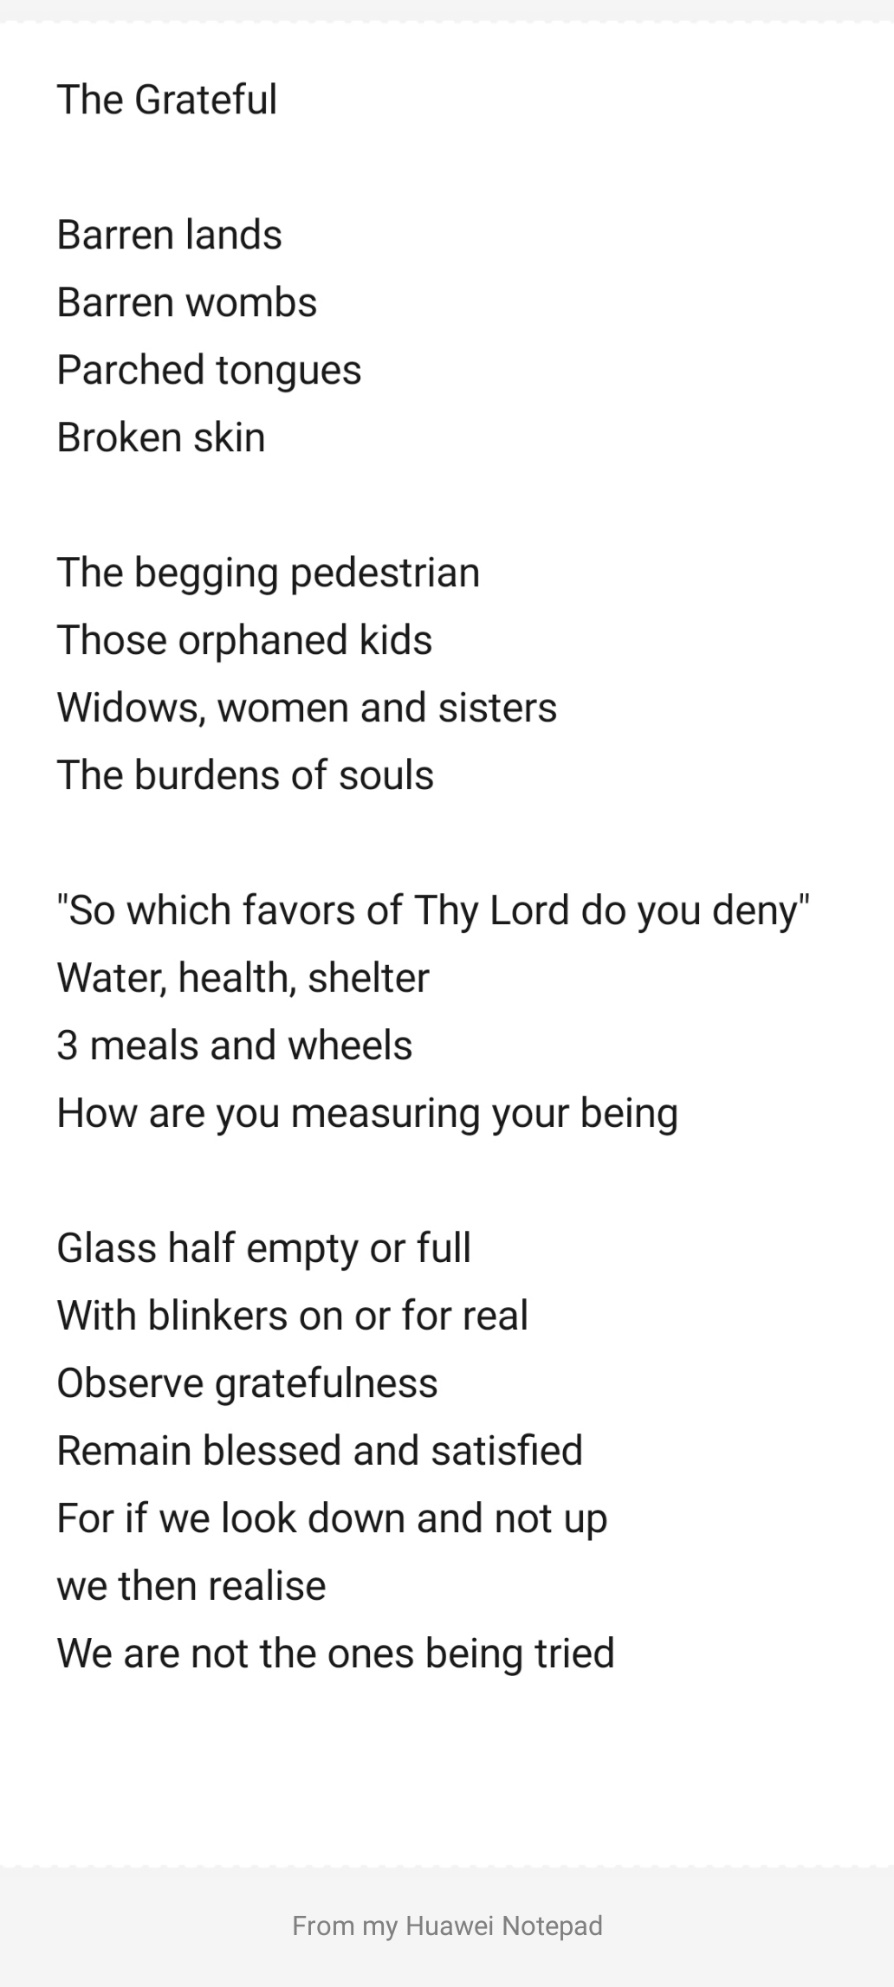 The Grateful
Barren lands
Barren wombs
Parched tongues
Broken skin
The begging pedestrian
Those orphaned kids
Widows, women and sisters
The burdens of souls
"So which favors of Thy Lord do you deny"
Water, health, shelter
3 meals and wheels
How are you measuring your being
Glass half empty or full
With blinkers on or for real
Observe gratefulness
Remain blessed and satisfied
For if we look down and not up
we then realise
We are not the ones being tried
From my Huawei Notepad